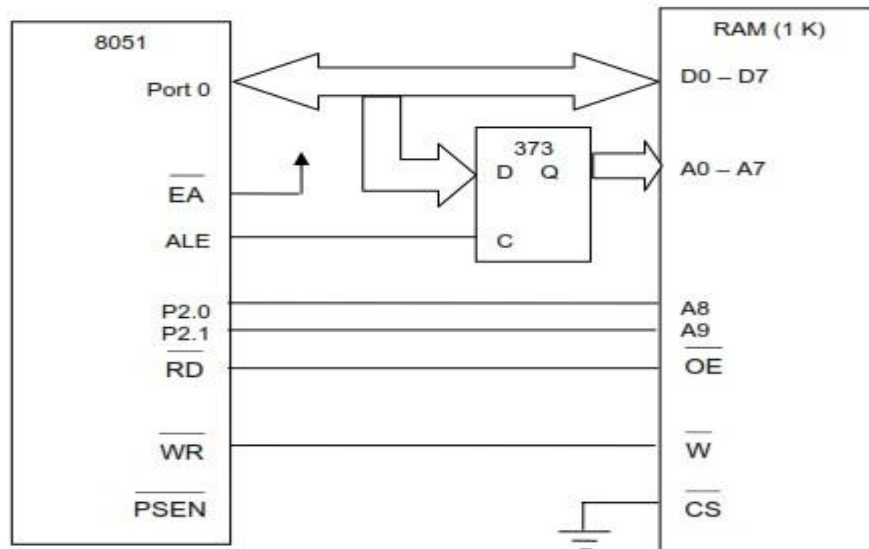 8051
RAM (1 K)
Port 0
D0 – D7
373
D Q
A0 – A7
EA
ALE
C
P2.0
A8
P2.1
A9
RD
OE
WR
W
PSEN
CS